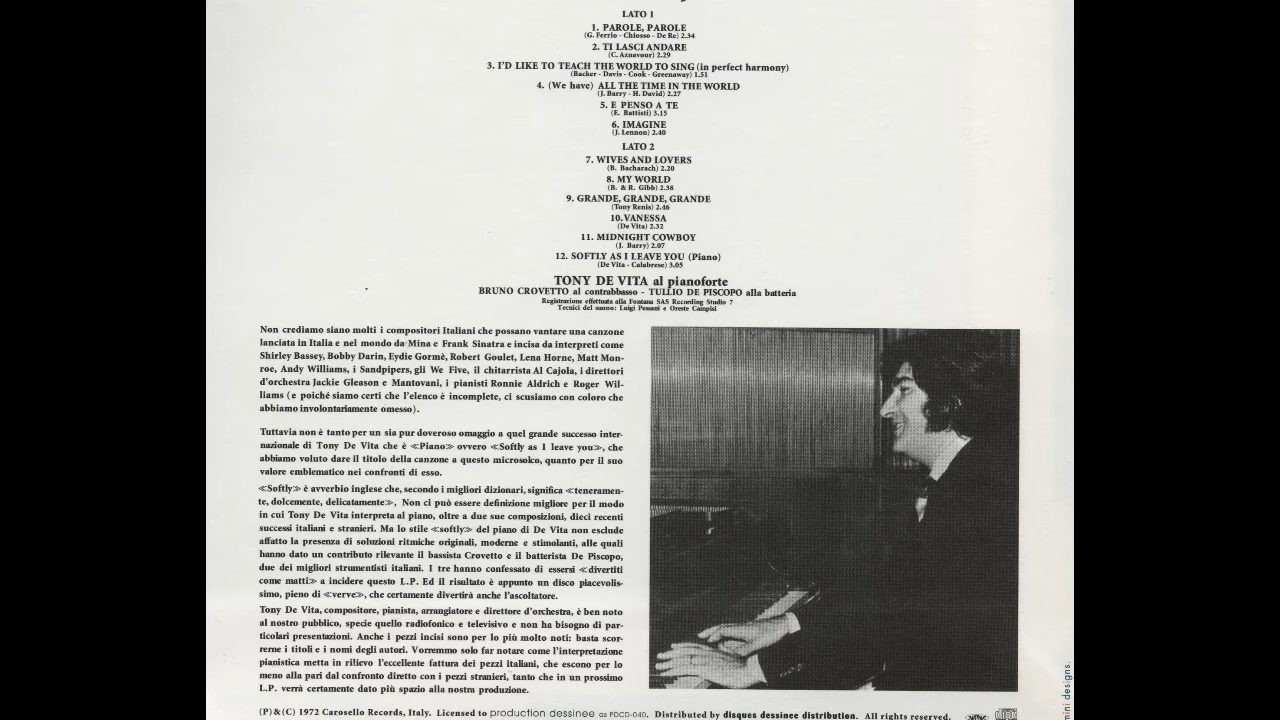 LATO 1
1. PAROLE, PAROLE
(G. Ferrio - Chiosso - De Re) 2.34
2. TI LASCI ANDARE
(C. Aznavour) 2.29
3. I'D LIKE TO TEACH THE WORLD TO SING (in perfect harmony)
(Backer - Davis - Cook - Greenaway) 1.51
4. (We have) ALL THE TIME IN THE WORLD
(J. Barry - H. David) 2.27
5. E PENSO A TE
(E. Battisti) 3.15
6. IMAGINE
(J. Lennon) 2.40
LATO 2
7. WIVES AND LOVERS
(B. Bacharach) 2.20
8. MY WORLD
(B. & R. Gibb) 2.38
9. GRANDE, GRANDE, GRANDE
(Tony Renis) 2.46
10.VANESSA
(De Vita) 2.32
11. MIDNIGHT COWBOY
(J. Barry) 2.07
12. SOFTLY AS I LEAVE YOU (Piano)
(De Vita - Calabrese) 3.05
TONY DE VITA al pianoforte
BRUNO CROVETTO al contrabbasso - TULLIO DE PISCOPO alla batteria
Registrazione effettuata alla Fontana SAS Recording Studio 7
Tecnici del suono: Luigi Pessani e Oreste Campisi
Non crediamo siano molti i compositori Italiani che possano vantare una canzone
lanciata in Italia e nel mondo da Mina e Frank Sinatra e incisa da interpreti come
Shirley Bassey, Bobby Darin, Eydie Gormè, Robert Goulet, Lena Horne, Matt Mon-
roe, Andy Williams, i Sandpipers, gli We Five, il chitarrista Al Cajola, i direttori
d'orchestra Jackie Gleason e Mantovani, i pianisti Ronnie Aldrich e Roger Wil-
liams (e poiché siamo certi che l'elenco è incomplete, ci scusiamo con coloro che
abbiamo involontariamente omesso).
Tuttavia non è tanto per un sia pur doveroso omaggio a quel grande successo inter-
nazionale di Tony De Vita che è ≪Piano≫ ovvero ≪Softly as I leave you≫, che
abbiamo voluto dare il titolo della canzone a questo microsolco, quanto per il suo
valore emblematico nei confronti di esso.
≪Softly≫ è avverbio inglese che, secondo i migliori dizionari, significa ≪teneramen-
te, dolcemente, delicatamente≫. Non ci può essere definizione migliore per il modo
in cui Tony De Vita interpreta al piano, oltre a due sue composizioni, dieci recenti
successi italiani e stranieri. Ma lo stile ≪softly≫ del piano di De Vita non esclude
affatto la presenza di soluzioni ritmiche originali, moderne e stimolanti, alle quali
hanno dato un contributo rilevante il bassista Crovetto e il batterista De Piscopo,
due dei migliori strumentisti italiani. I tre hanno confessato di essersi ≪divertiti
come matti≫ a incidere questo L.P. Ed il risultato è appunto un disco piacevolis-
simo, pieno di ≪verve≫, che certamente divertirà anche l'ascoltatore.
Tony De Vita, compositore, pianista, arrangiatore e direttore d'orchestra, è ben noto
al nostro pubblico, specie quello radiofonico e televisivo e non ha bisogno di par-
ticolari presentazioni. Anche i pezzi incisi sono per lo più molto noti: basta scor-
rerne i titoli e i nomi degli autori. Vorremmo solo far notare come l'interpretazione
pianistica metta in rilievo l'eccellente fattura dei pezzi italiani, che escono per lo
meno alla pari dal confronto diretto con i pezzi stranieri, tanto che in un prossimo
L.P. verrà certamente dato più spazio alla nostra produzione.
(P) & (C) 1972 Carosello Records, Italy. Licensed to production dessinee as PDCD-040. Distributed by disques dessinee distribution. All rights reserved.
mini designs.